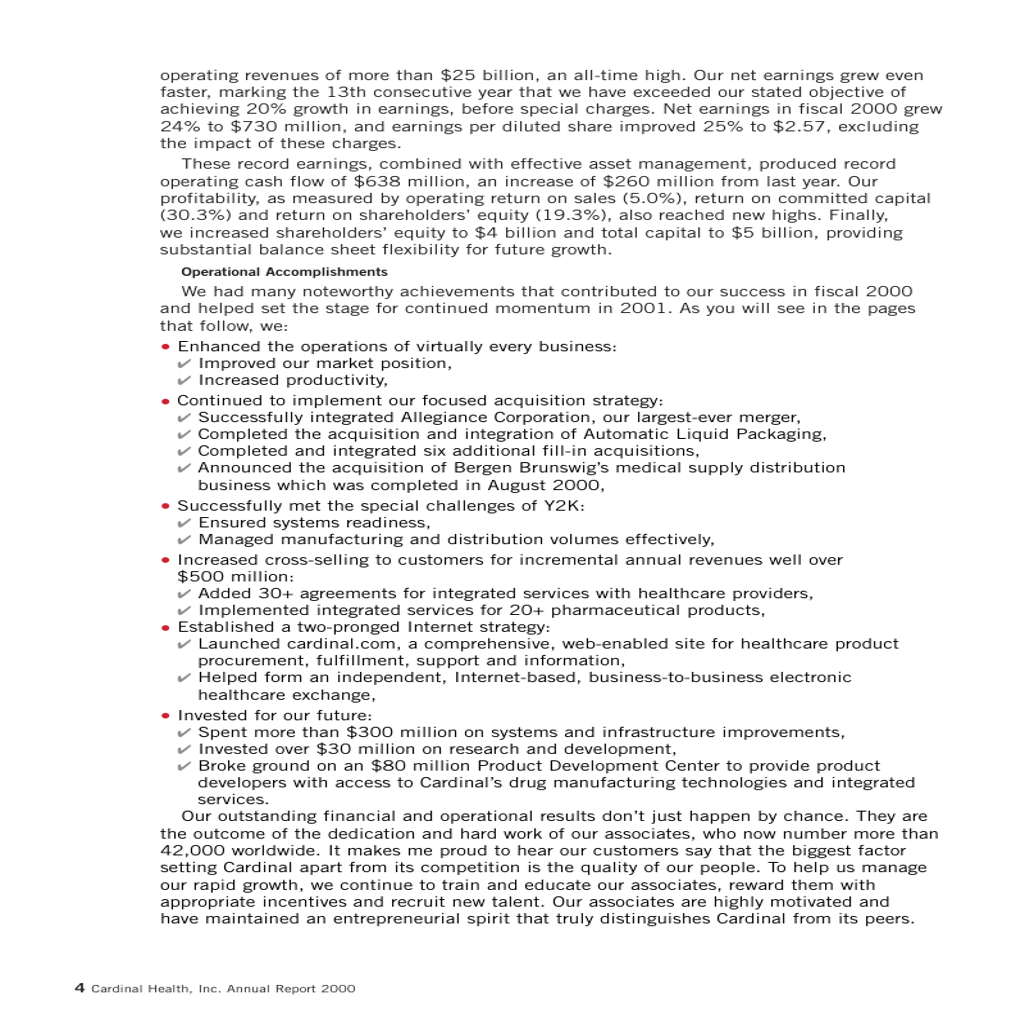 operating revenues of more than $25 billion, an all-time high. Our net earnings grew even
faster, marking the 13th consecutive year that we have exceeded our stated objective of
achieving 20% growth in earnings, before special charges. Net earnings in fiscal 2000 grew
24% to $730 million, and earnings per diluted share improved 25% to $2.57, excluding
the impact of these charges.
These record earnings, combined with effective asset management, produced record
operating cash flow of $638 million, an increase of $260 million from last year. Our
profitability, as measured by operating return on sales (5.0%), return on committed capital
(30.3%) and return on shareholders’ equity (19.3%), also reached new highs. Finally,
we increased shareholders’ equity to $4 billion and total capital to $5 billion, providing
substantial balance sheet flexibility for future growth.
Operational Accomplishments
We had many noteworthy achievements that contributed to our success in fiscal 2000
and helped set the stage for continued momentum in 2001. As you will see in the pages
that follow, we:
• Enhanced the operations of virtually every business:
✔ Improved our market position,
✔ Increased productivity,
• Continued to implement our focused acquisition strategy:
✔ Successfully integrated Allegiance Corporation, our largest-ever merger,
✔ Completed the acquisition and integration of Automatic Liquid Packaging,
✔ Completed and integrated six additional fill-in acquisitions,
✔ Announced the acquisition of Bergen Brunswig’s medical supply distribution
business which was completed in August 2000,
• Successfully met the special challenges of Y2K:
✔ Ensured systems readiness,
✔ Managed manufacturing and distribution volumes effectively,
• Increased cross-selling to customers for incremental annual revenues well over
$500 million:
✔ Added 30+ agreements for integrated services with healthcare providers,
✔ Implemented integrated services for 20+ pharmaceutical products,
• Established a two-pronged Internet strategy:
✔ Launched cardinal.com, a comprehensive, web-enabled site for healthcare product
procurement, fulfillment, support and information,
✔ Helped form an independent, Internet-based, business-to-business electronic
healthcare exchange,
• Invested for our future:
✔ Spent more than $300 million on systems and infrastructure improvements,
✔ Invested over $30 million on research and development,
✔ Broke ground on an $80 million Product Development Center to provide product
developers with access to Cardinal’s drug manufacturing technologies and integrated
services.
Our outstanding financial and operational results don’t just happen by chance. They are
the outcome of the dedication and hard work of our associates, who now number more than
42,000 worldwide. It makes me proud to hear our customers say that the biggest factor
setting Cardinal apart from its competition is the quality of our people. To help us manage
our rapid growth, we continue to train and educate our associates, reward them with
appropriate incentives and recruit new talent. Our associates are highly motivated and
have maintained an entrepreneurial spirit that truly distinguishes Cardinal from its peers.
4 Cardinal Health, Inc. Annual Report 2000